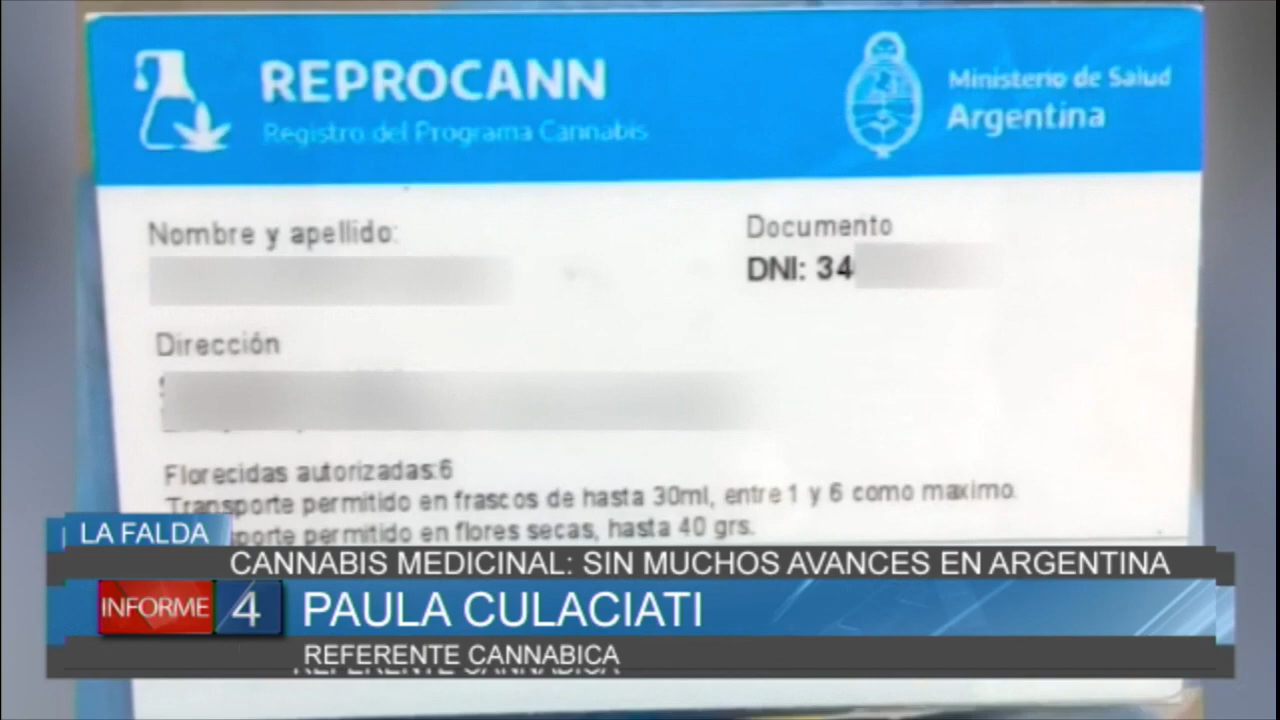 REPROCANN
Registro del Programa Cannabis
Ministerio de Salud
Argentina
Nombre y apellido:
Documento
DNI: 34
Dirección
Florecidas autorizadas:6
Transporte permitido en frascos de hasta 30ml, entre 1 y 6 como maximo.
porte permitido en flores secas, hasta 40 grs.
LA FALDA
CANNABIS MEDICINAL: SIN MUCHOS AVANCES EN ARGENTINA
INFORME 4
PAULA CULACIATI
REFERENTE CANNABICA